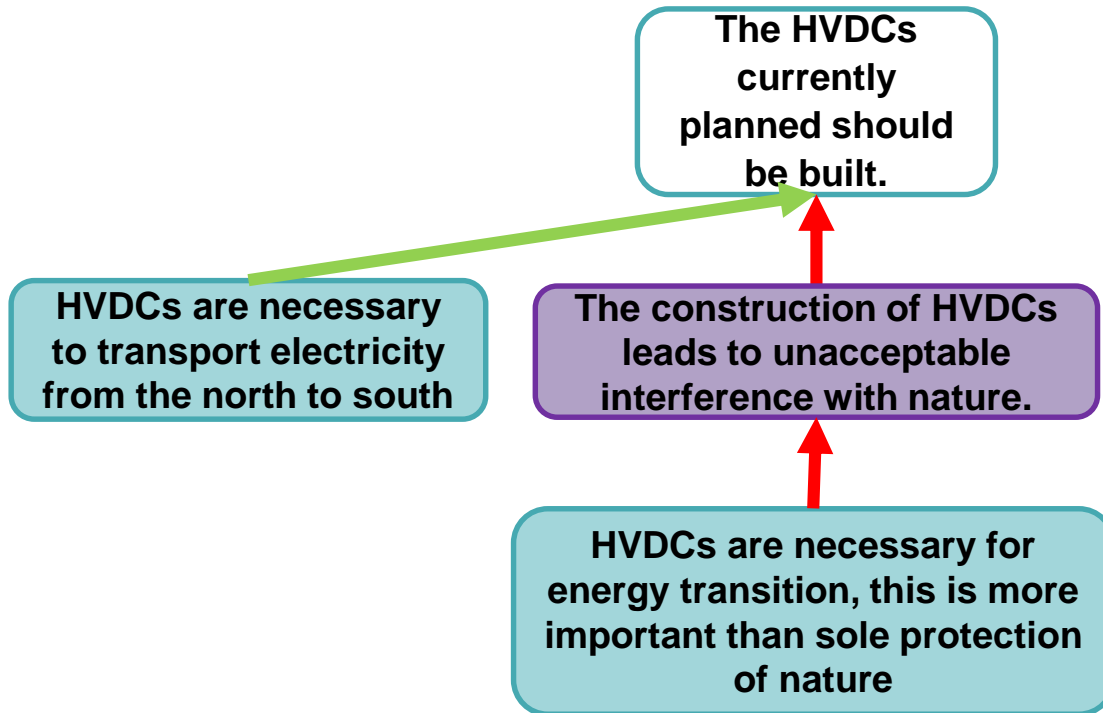 The HVDCs
currently
planned should
be built.
HVDCs are necessary
to transport electricity
from the north to south
The construction of HVDCs
leads to unacceptable
interference with nature.
HVDCs are necessary for
energy transition, this is more
important than sole protection
of nature